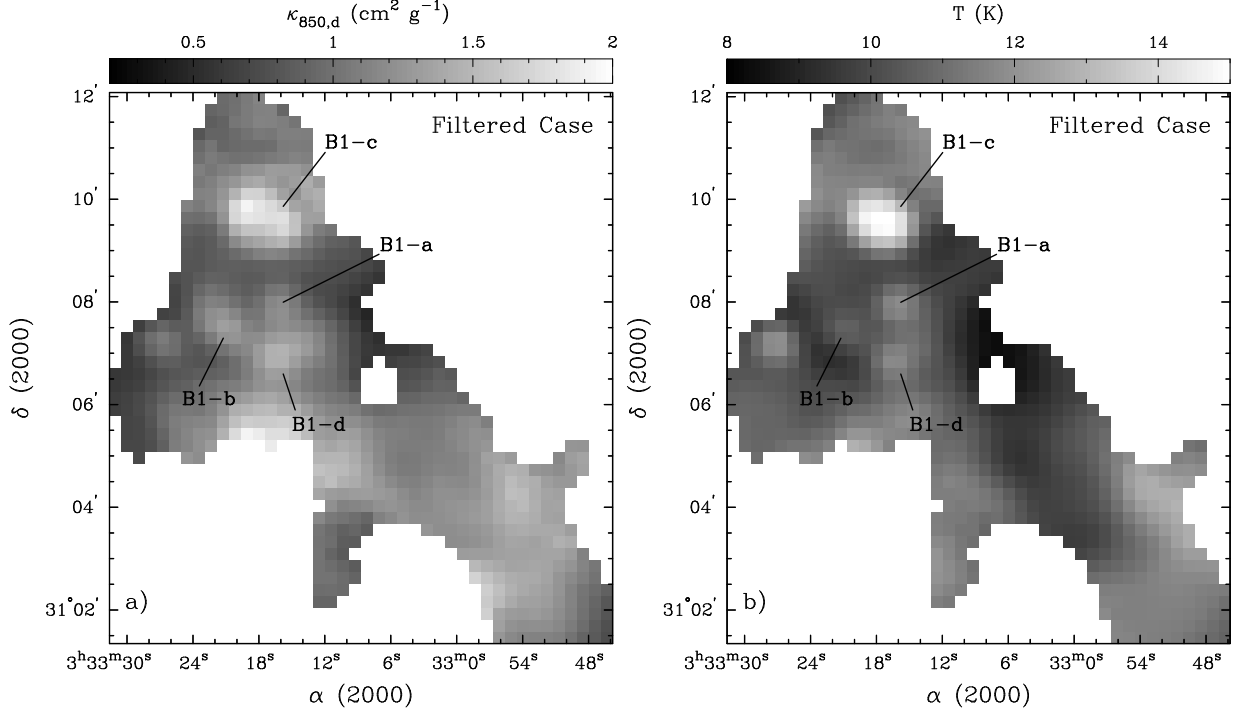 κ850,d (cm² g⁻¹)
0.5 1 1.5 2
Filtered Case
B1-c
B1-a
B1-b
B1-d
a)
12′
10′
08′
06′
04′
31°02′
δ (2000)
3ʰ33ᵐ30ˢ 24ˢ 18ˢ 12ˢ 6ˢ 33ᵐ0ˢ 54ˢ 48ˢ
α (2000)
T (K)
8 10 12 14
Filtered Case
B1-c
B1-a
B1-b
B1-d
b)
12′
10′
08′
06′
04′
31°02′
δ (2000)
3ʰ33ᵐ30ˢ 24ˢ 18ˢ 12ˢ 6ˢ 33ᵐ0ˢ 54ˢ 48ˢ
α (2000)